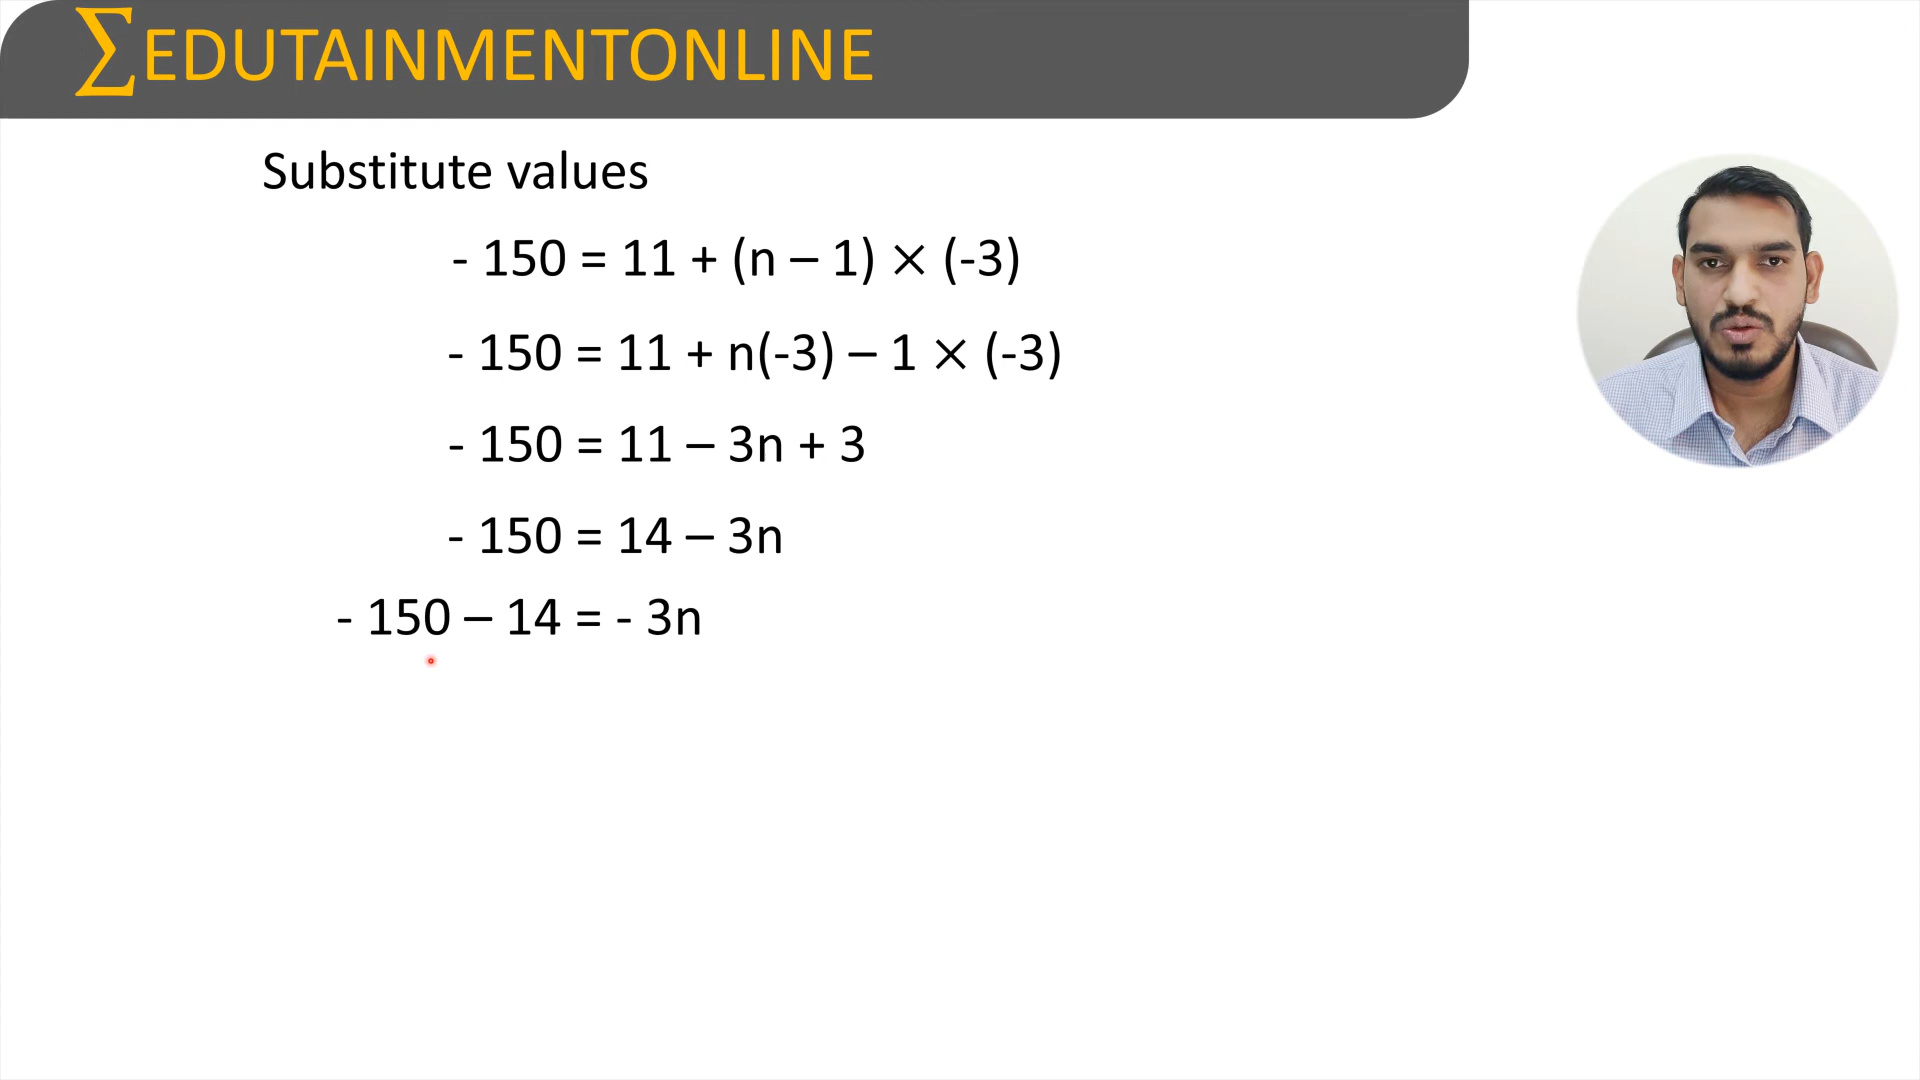 ∑EDUTAINMENTONLINE
Substitute values
- 150 = 11 + (n – 1) × (-3)
- 150 = 11 + n(-3) – 1 × (-3)
- 150 = 11 – 3n + 3
- 150 = 14 – 3n
- 150 – 14 = - 3n